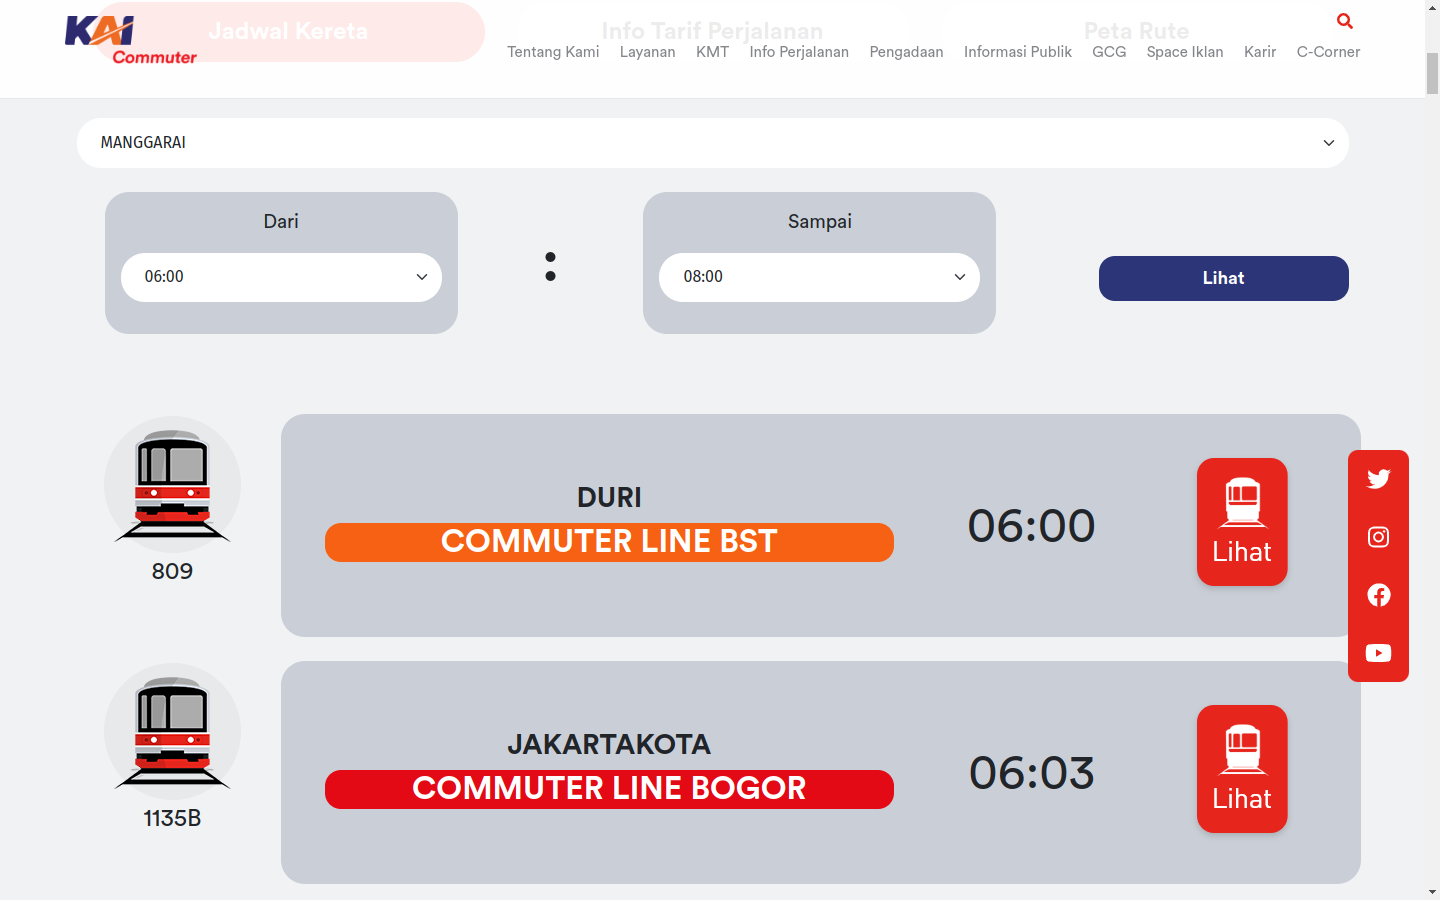 Jadwal Kereta
Info Tarif Perjalanan
Peta Rute
KAI
Commuter
Tentang Kami
Layanan
KMT
Info Perjalanan
Pengadaan
Informasi Publik
GCG
Space Iklan
Karir
C-Corner
MANGGARAI
Dari
06:00
:
Sampai
08:00
Lihat
809
DURI
COMMUTER LINE BST
06:00
Lihat
1135B
JAKARTAKOTA
COMMUTER LINE BOGOR
06:03
Lihat